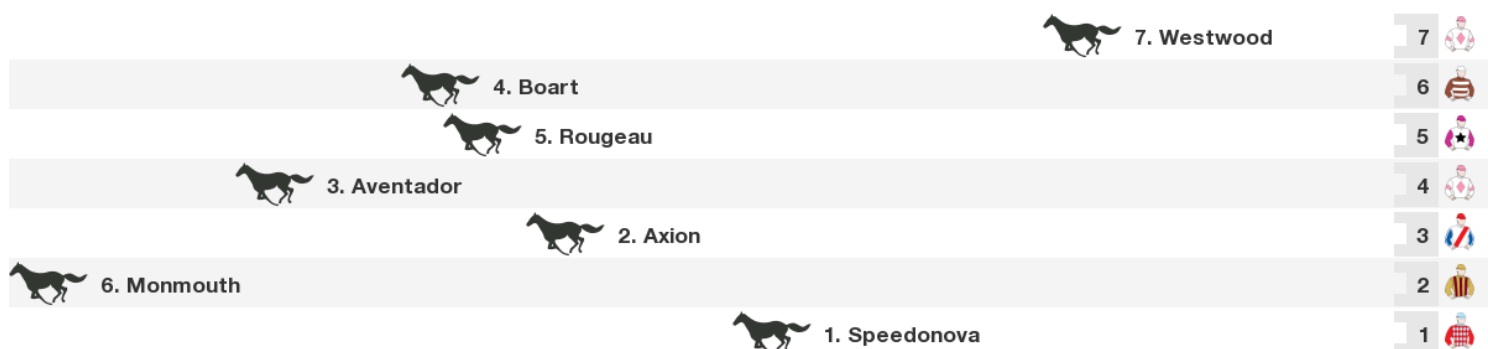 7. Westwood 7
4. Boart 6
5. Rougeau 5
3. Aventador 4
2. Axion 3
6. Monmouth 2
1. Speedonova 1